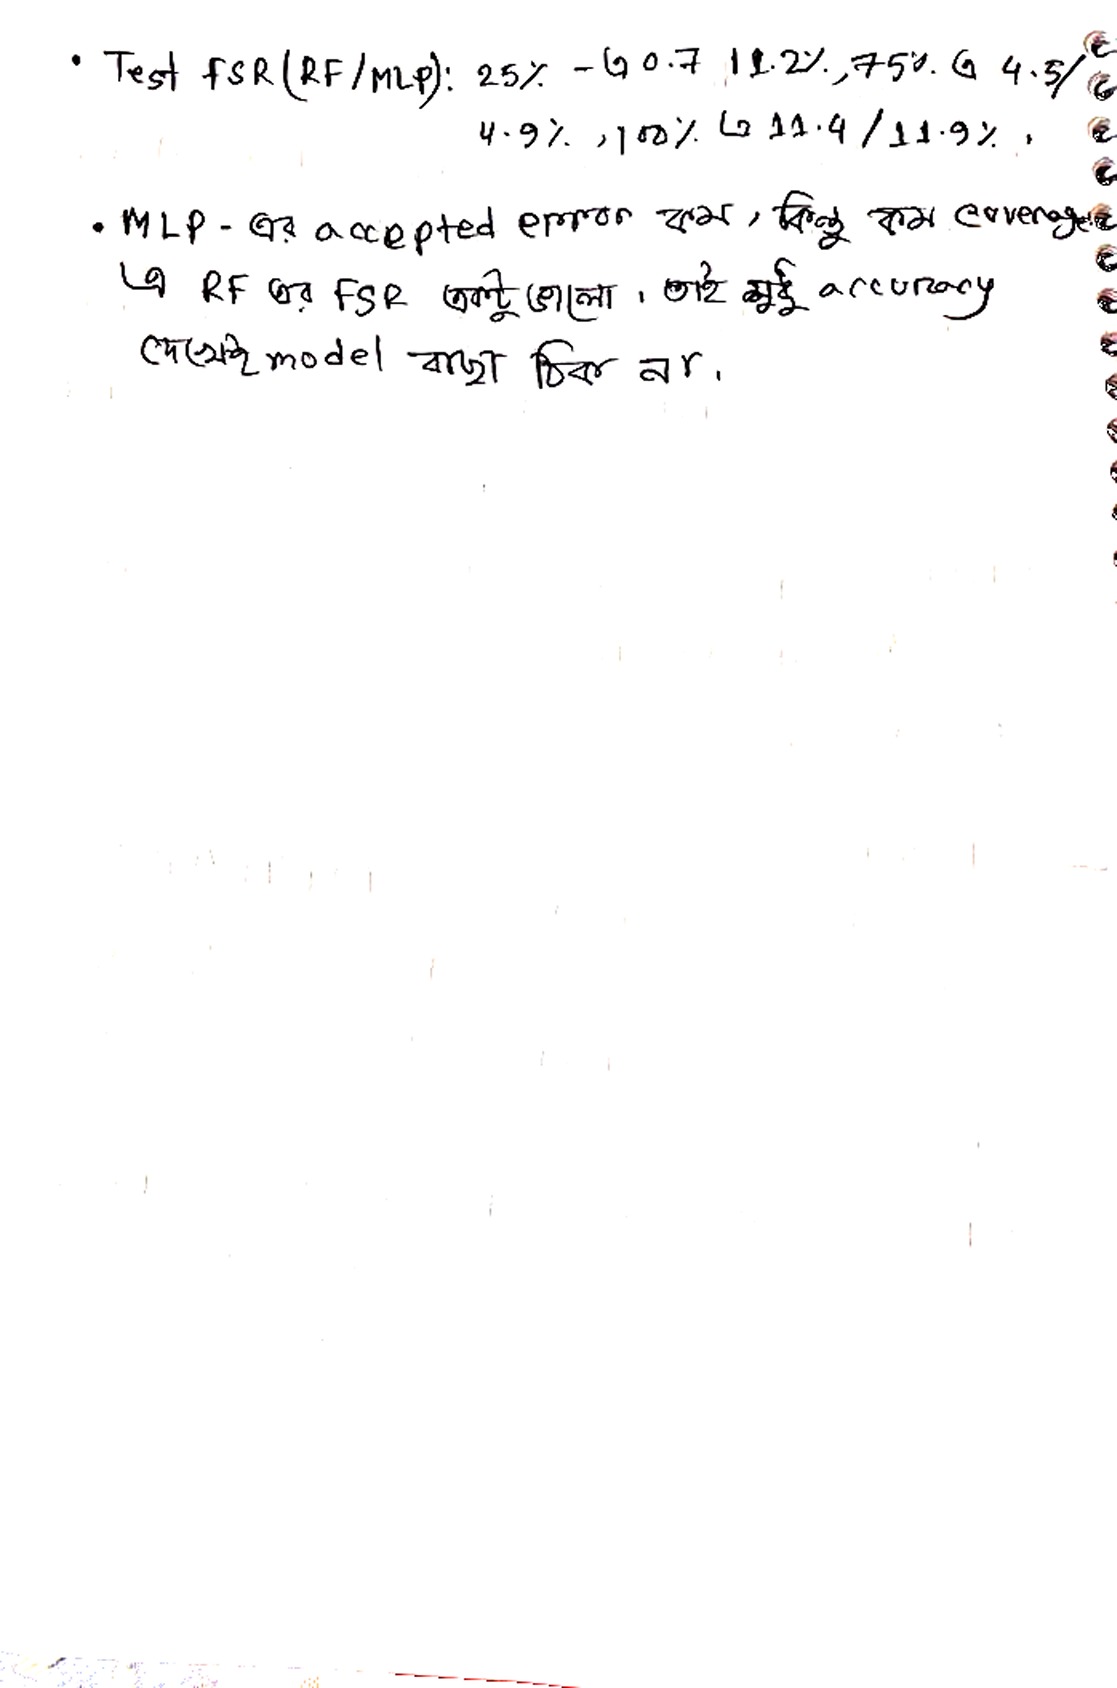 • Test FSR (RF/MLP): 25% - এ 0.7 / 1.2%, 75% এ 4.5/
4.9%, 100% এ 11.4 / 11.9% .
• MLP - এর accepted error কম, কিন্তু কম coverage
এ RF এর FSR একটু ভালো। তাই শুধু accuracy
দেখেই model বাছা ঠিক না।